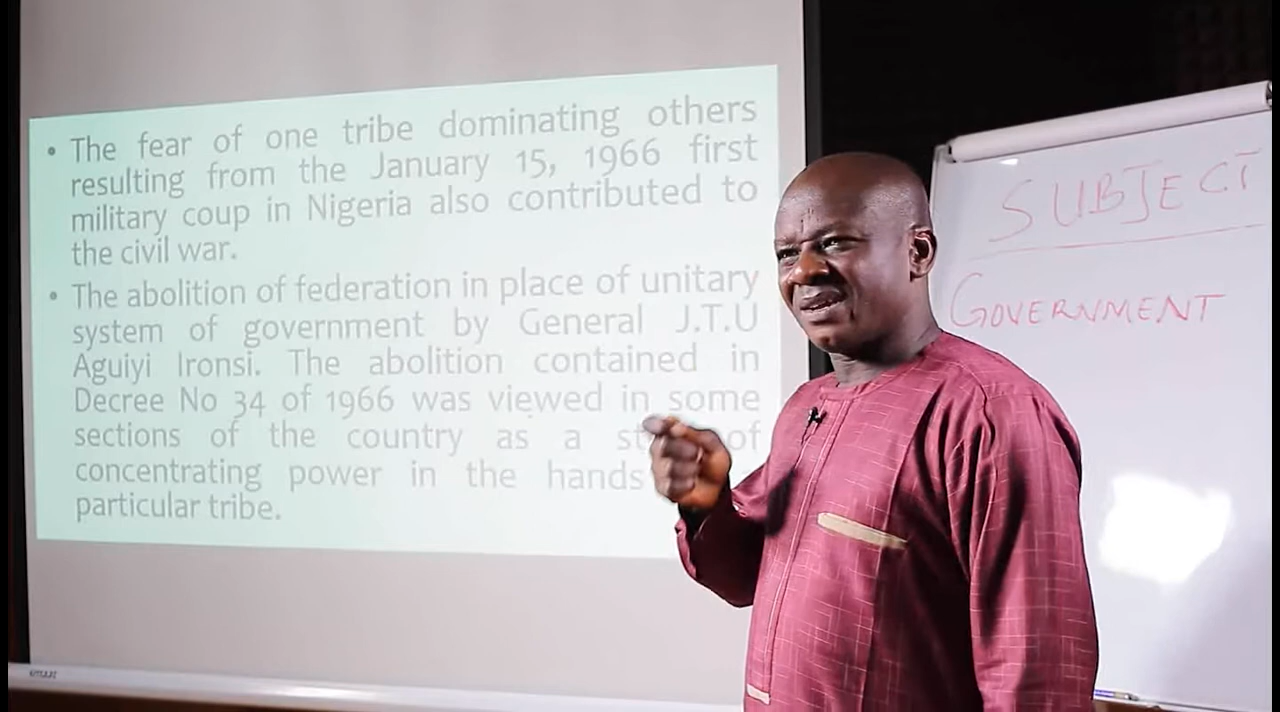 • The fear of one tribe dominating others
resulting from the January 15, 1966 first
military coup in Nigeria also contributed to
the civil war.
• The abolition of federation in place of unitary
system of government by General J.T.U
Aguiyi Ironsi. The abolition contained in
Decree No 34 of 1966 was viewed in some
sections of the country as a of
concentrating power in the hands
particular tribe.
SUBJECT
GOVERNMENT